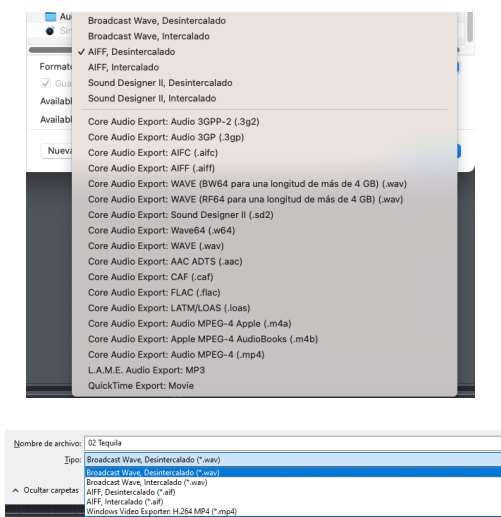 Au
Broadcast Wave, Desintercalado
Sin
Broadcast Wave, Intercalado
✓ AIFF, Desintercalado
Formato
AIFF, Intercalado
Gua
Sound Designer II, Desintercalado
Availabl
Sound Designer II, Intercalado
Availabl
Core Audio Export: Audio 3GPP-2 (.3g2)
Core Audio Export: Audio 3GP (.3gp)
Nueva
Core Audio Export: AIFC (.aifc)
Core Audio Export: AIFF (.aiff)
Core Audio Export: WAVE (BW64 para una longitud de más de 4 GB) (.wav)
Core Audio Export: WAVE (RF64 para una longitud de más de 4 GB) (.wav)
Core Audio Export: Sound Designer II (.sd2)
Core Audio Export: Wave64 (.w64)
Core Audio Export: WAVE (.wav)
Core Audio Export: AAC ADTS (.aac)
Core Audio Export: CAF (.caf)
Core Audio Export: FLAC (.flac)
Core Audio Export: LATM/LOAS (.loas)
Core Audio Export: Audio MPEG-4 Apple (.m4a)
Core Audio Export: Apple MPEG-4 AudioBooks (.m4b)
Core Audio Export: Audio MPEG-4 (.mp4)
L.A.M.E. Audio Export: MP3
QuickTime Export: Movie
Nombre de archivo: 02 Tequila
Tipo: Broadcast Wave, Desintercalado (*.wav)
Broadcast Wave, Desintercalado (*.wav)
Broadcast Wave, Intercalado (*.wav)
Ocultar carpetas
AIFF, Desintercalado (*.aif)
AIFF, Intercalado (*.aif)
Windows Video Exporter: H.264 MP4 (*.mp4)